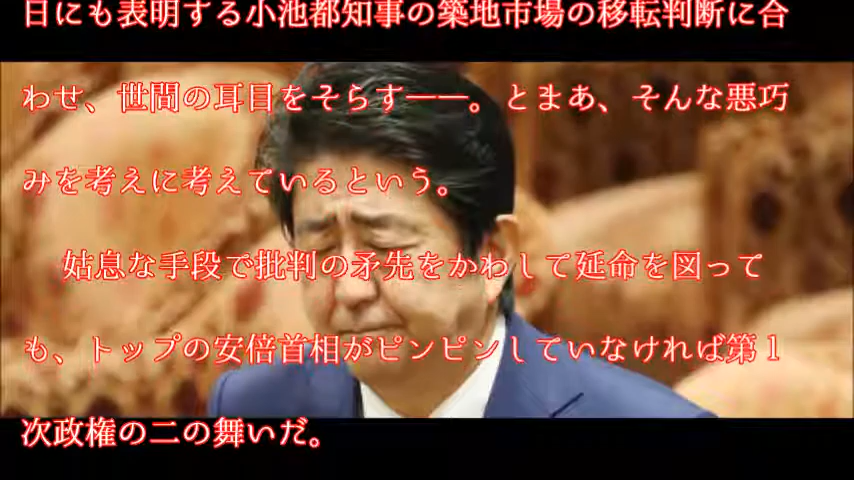 日にも表明する小池都知事の築地市場の移転判断に合
わせ、世間の耳目をそらす――。とまあ、そんな悪巧
みを考えに考えているという。
姑息な手段で批判の矛先をかわして延命を図って
も、トップの安倍首相がピンピンしていなければ第１
次政権の二の舞いだ。